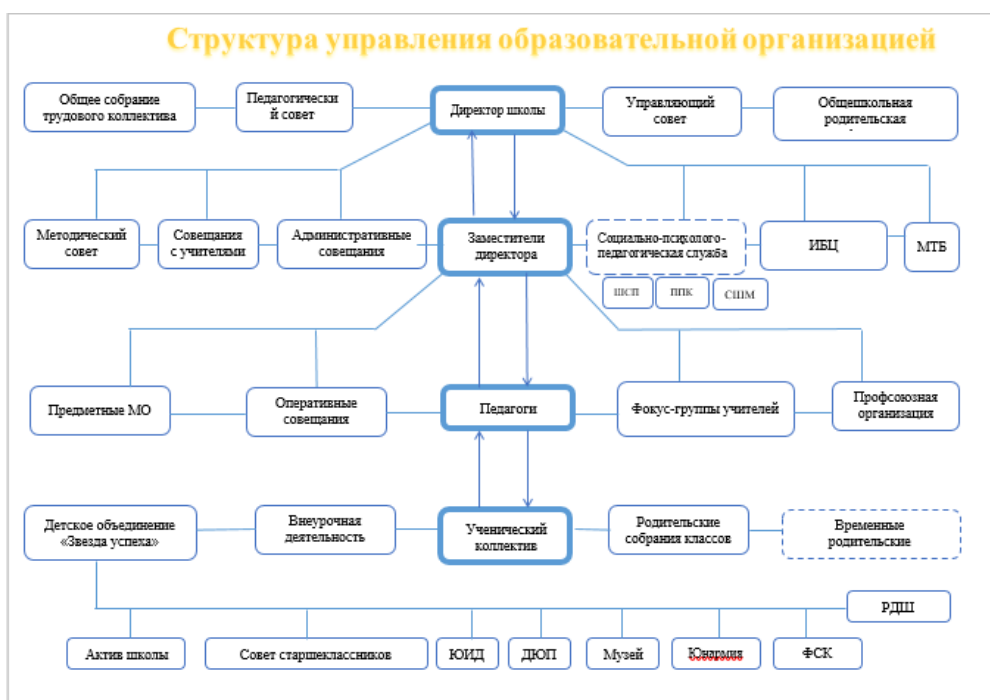 Структура управления образовательной организацией
Общее собрание
трудового коллектива
Педагогически
й совет
Директор школы
Управляющий
совет
Общешкольная
родительская
Методический
совет
Совещания
с учителями
Административные
совещания
Заместители
директора
Социально-психолого-
педагогическая служба
ИБЦ
МТБ
ШСП
ППК
СШМ
Предметные МО
Оперативные
совещания
Педагоги
Фокус-группы учителей
Профсоюзная
организация
Детское объединение
«Звезда успеха»
Внеурочная
деятельность
Ученический
коллектив
Родительские
собрания классов
Временные
родительские
РДШ
Актив школы
Совет старшеклассников
ЮИД
ДЮП
Музей
Юнармия
ФСК